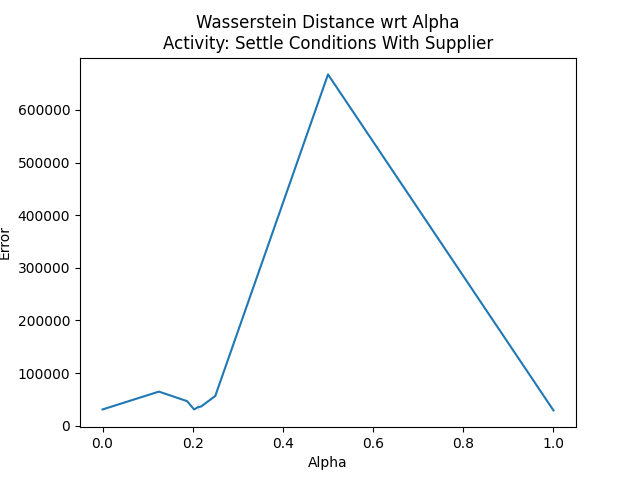 Wasserstein Distance wrt Alpha
Activity: Settle Conditions With Supplier
600000
500000
400000
300000
200000
100000
0
Error
0.0 0.2 0.4 0.6 0.8 1.0
Alpha